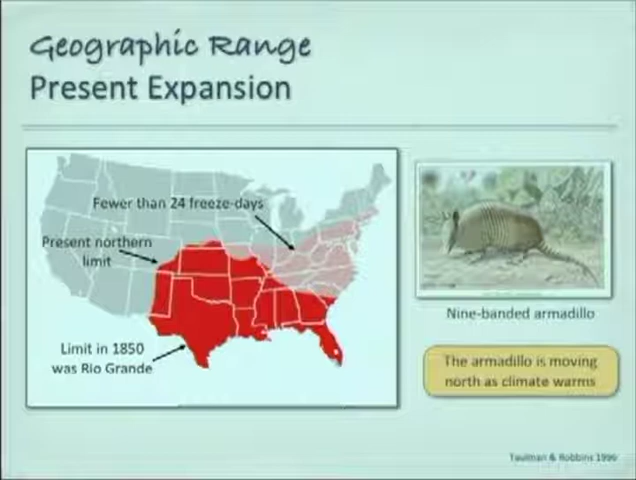 Geographic Range
Present Expansion
Fewer than 24 freeze-days
Present northern
limit
Limit in 1850
was Rio Grande
Nine-banded armadillo
The armadillo is moving
north as climate warms
Taulman & Robbins 1996